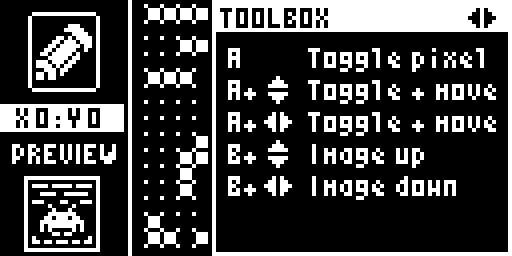 X0:Y0
PREVIEW
TOOLBOX
A Toggle pixel
A+ Toggle + move
A+ Toggle + move
B+ Image up
B+ Image down